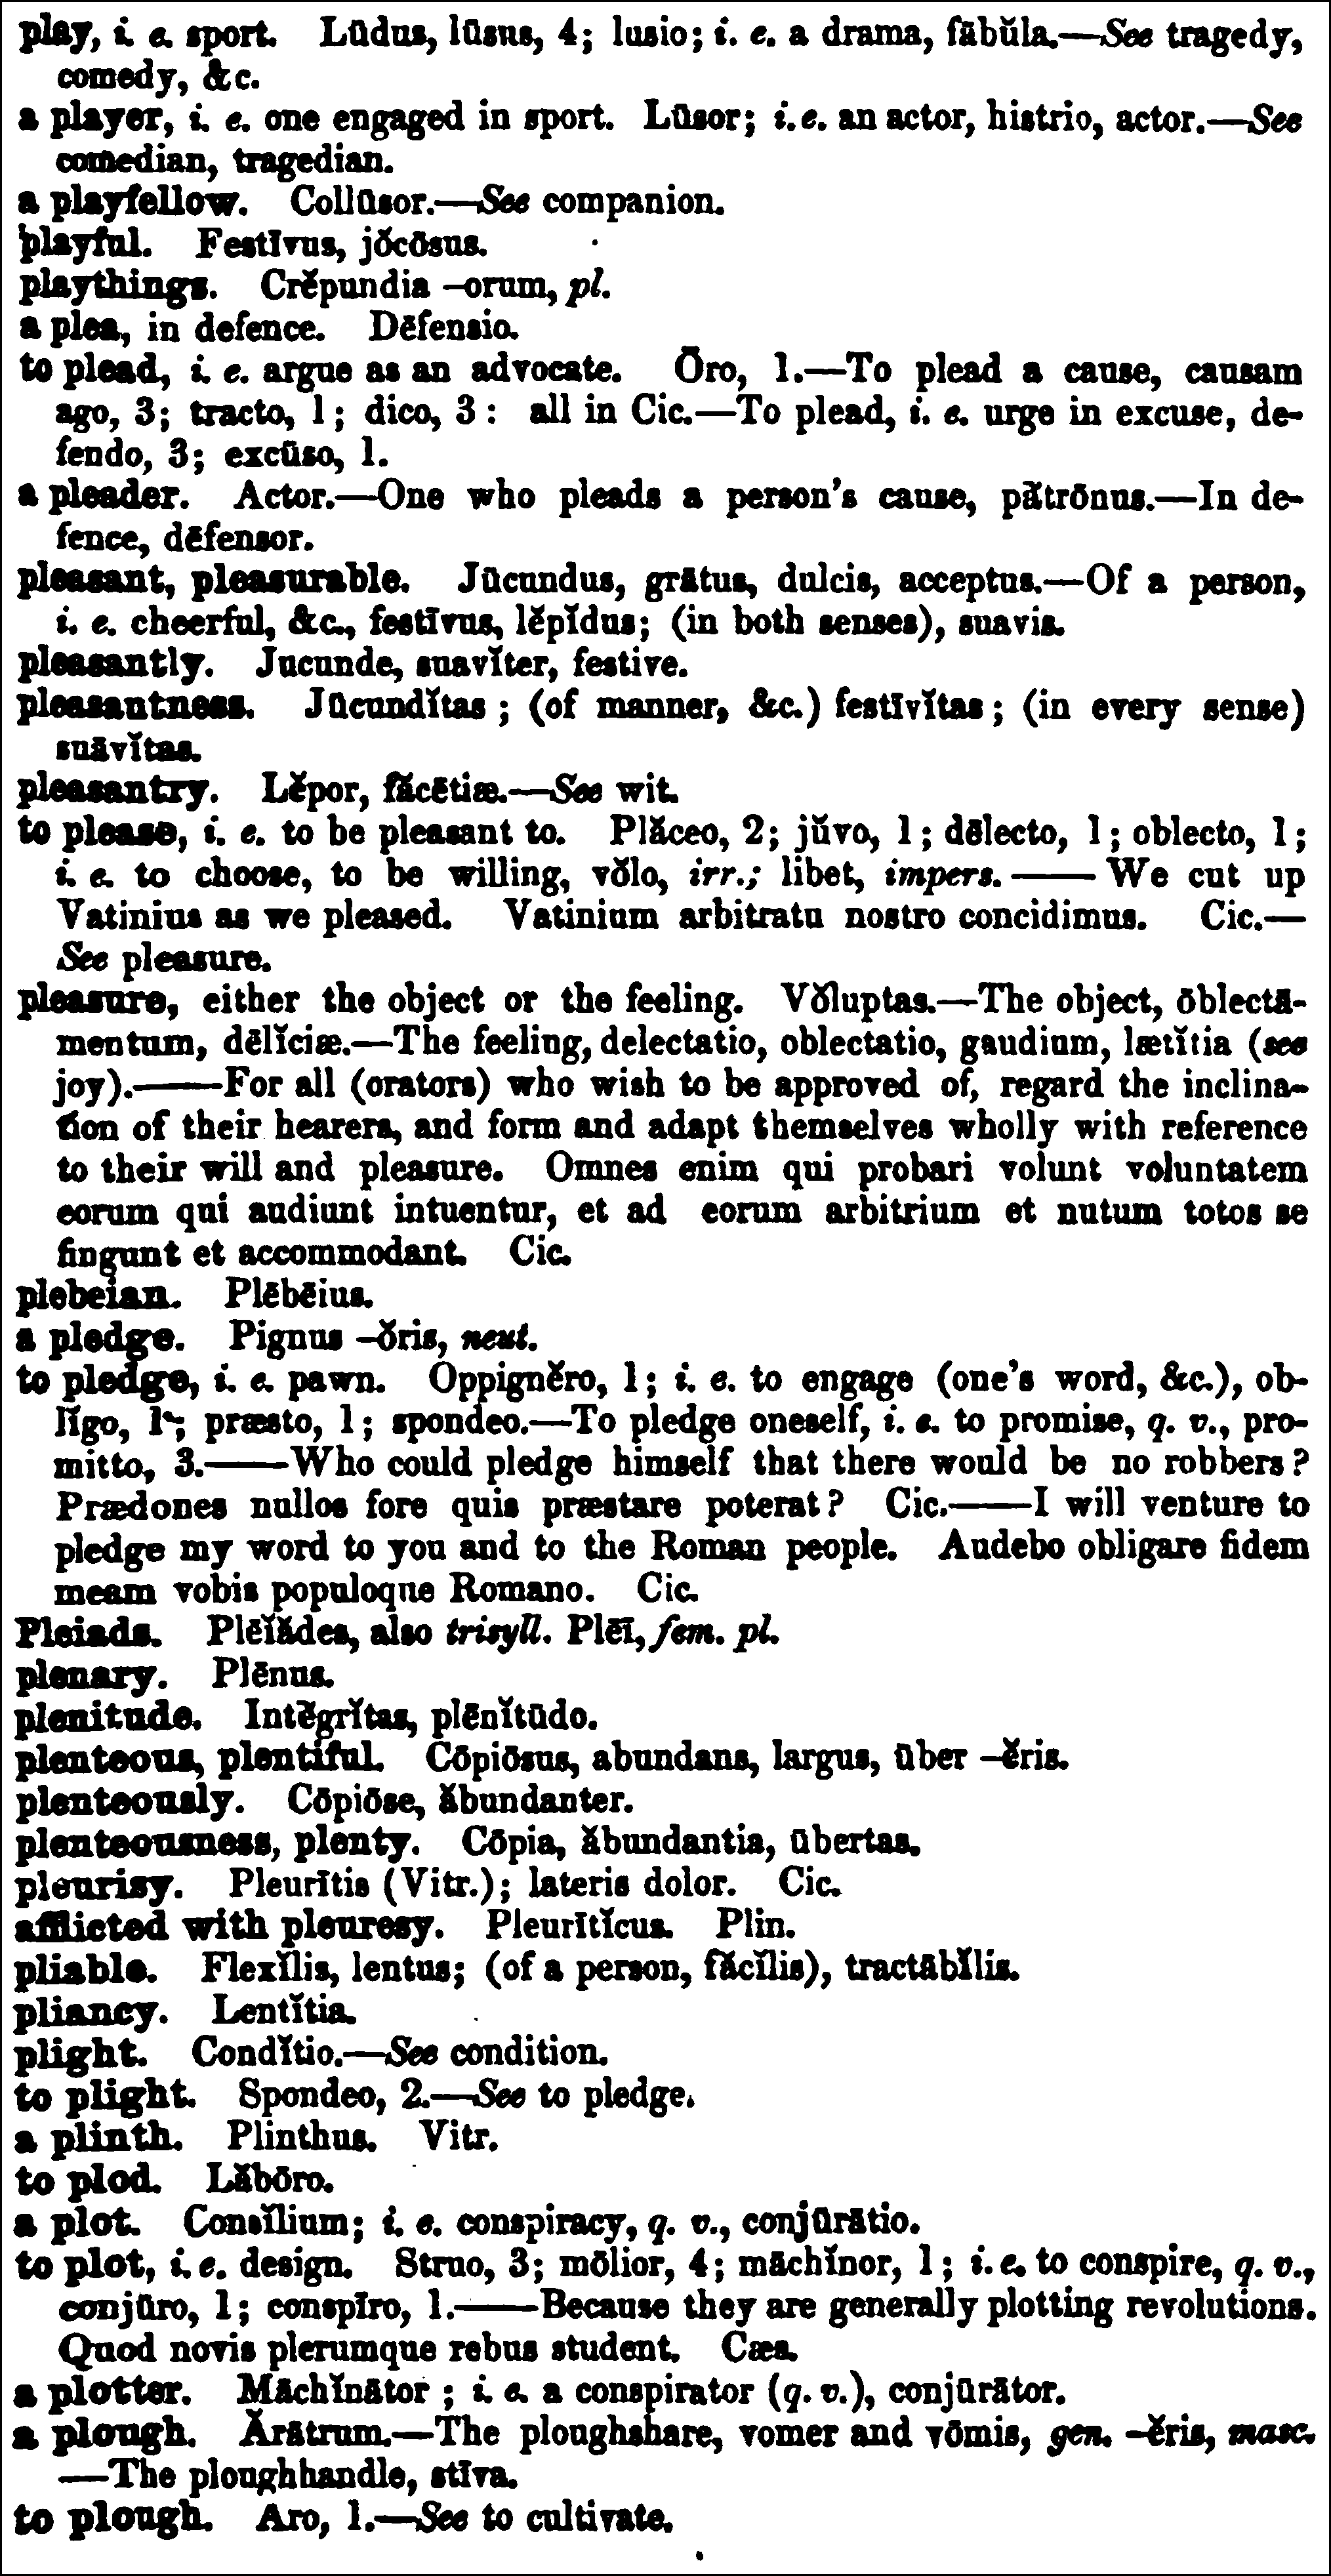 play, i. e. sport. Lūdus, lūsus, 4; lusio; i. e. a drama, fābŭla.—See tragedy,
comedy, &c.
a player, i. e. one engaged in sport. Lūsor; i. e. an actor, histrio, actor.—See
comedian, tragedian.
a playfellow. Collūsor.—See companion.
playful. Festīvus, jŏcōsus.
playthings. Crĕpundia –orum, pl.
a plea, in defence. Dēfensio.
to plead, i. e. argue as an advocate. Ōro, 1.—To plead a cause, causam
ago, 3; tracto, 1; dico, 3: all in Cic.—To plead, i. e. urge in excuse, de-
fendo, 3; excūso, 1.
a pleader. Actor.—One who pleads a person's cause, pătrōnus.—In de-
fence, dēfensor.
pleasant, pleasurable. Jūcundus, grātus, dulcis, acceptus.—Of a person,
i. e. cheerful, &c., festīvus, lĕpĭdus; (in both senses), suavis.
pleasantly. Jucunde, suavĭter, festive.
pleasantness. Jūcundĭtas; (of manner, &c.) festīvĭtas; (in every sense)
suāvĭtas.
pleasantry. Lĕpor, făcētiæ.—See wit.
to please, i. e. to be pleasant to. Plăceo, 2; jŭvo, 1; dēlecto, 1; oblecto, 1;
i. e. to choose, to be willing, vŏlo, irr.; libet, impers.——We cut up
Vatinius as we pleased. Vatinium arbitratu nostro concidimus. Cic.—
See pleasure.
pleasure, either the object or the feeling. Vŏluptas.—The object, ōblectā-
mentum, dēlĭciæ.—The feeling, delectatio, oblectatio, gaudium, lætĭtia (see
joy).——For all (orators) who wish to be approved of, regard the inclina-
tion of their hearers, and form and adapt themselves wholly with reference
to their will and pleasure. Omnes enim qui probari volunt voluntatem
eorum qui audiunt intuentur, et ad eorum arbitrium et nutum totos se
fingunt et accommodant. Cic.
plebeian. Plēbēius.
a pledge. Pignus –ŏris, neut.
to pledge, i. e. pawn. Oppignĕro, 1; i. e. to engage (one's word, &c.), ob-
lĭgo, 1; præsto, 1; spondeo.—To pledge oneself, i. e. to promise, q. v., pro-
mitto, 3.——Who could pledge himself that there would be no robbers?
Prædones nullos fore quis præstare poterat? Cic.——I will venture to
pledge my word to you and to the Roman people. Audebo obligare fidem
meam vobis populoque Romano. Cic.
Pleiads. Plēĭădes, also trisyll. Plēī, fem. pl.
plenary. Plēnus.
plenitude. Intĕgrĭtas, plēnĭtūdo.
plenteous, plentiful. Cōpiōsus, abundans, largus, ūber –ĕris.
plenteously. Cōpiōse, ăbundanter.
plenteousness, plenty. Cōpia, ăbundantia, ūbertas.
pleurisy. Pleurītis (Vitr.); lateris dolor. Cic.
afflicted with pleuresy. Pleurītĭcus. Plin.
pliable. Flexĭlis, lentus; (of a person, făcĭlis), tractābĭlis.
pliancy. Lentĭtia.
plight. Condĭtio.—See condition.
to plight. Spondeo, 2.—See to pledge.
a plinth. Plinthus. Vitr.
to plod. Lăbōro.
a plot. Consĭlium; i. e. conspiracy, q. v., conjūrātio.
to plot, i. e. design. Struo, 3; mōlior, 4; māchĭnor, 1; i. e. to conspire, q. v.,
conjūro, 1; conspīro, 1.——Because they are generally plotting revolutions.
Quod novis plerumque rebus student. Cæs.
a plotter. Māchĭnātor; i. e. a conspirator (q. v.), conjūrātor.
a plough. Ărātrum.—The ploughshare, vomer and vōmis, gen. –ĕris, masc.
—The ploughhandle, stīva.
to plough. Aro, 1.—See to cultivate.